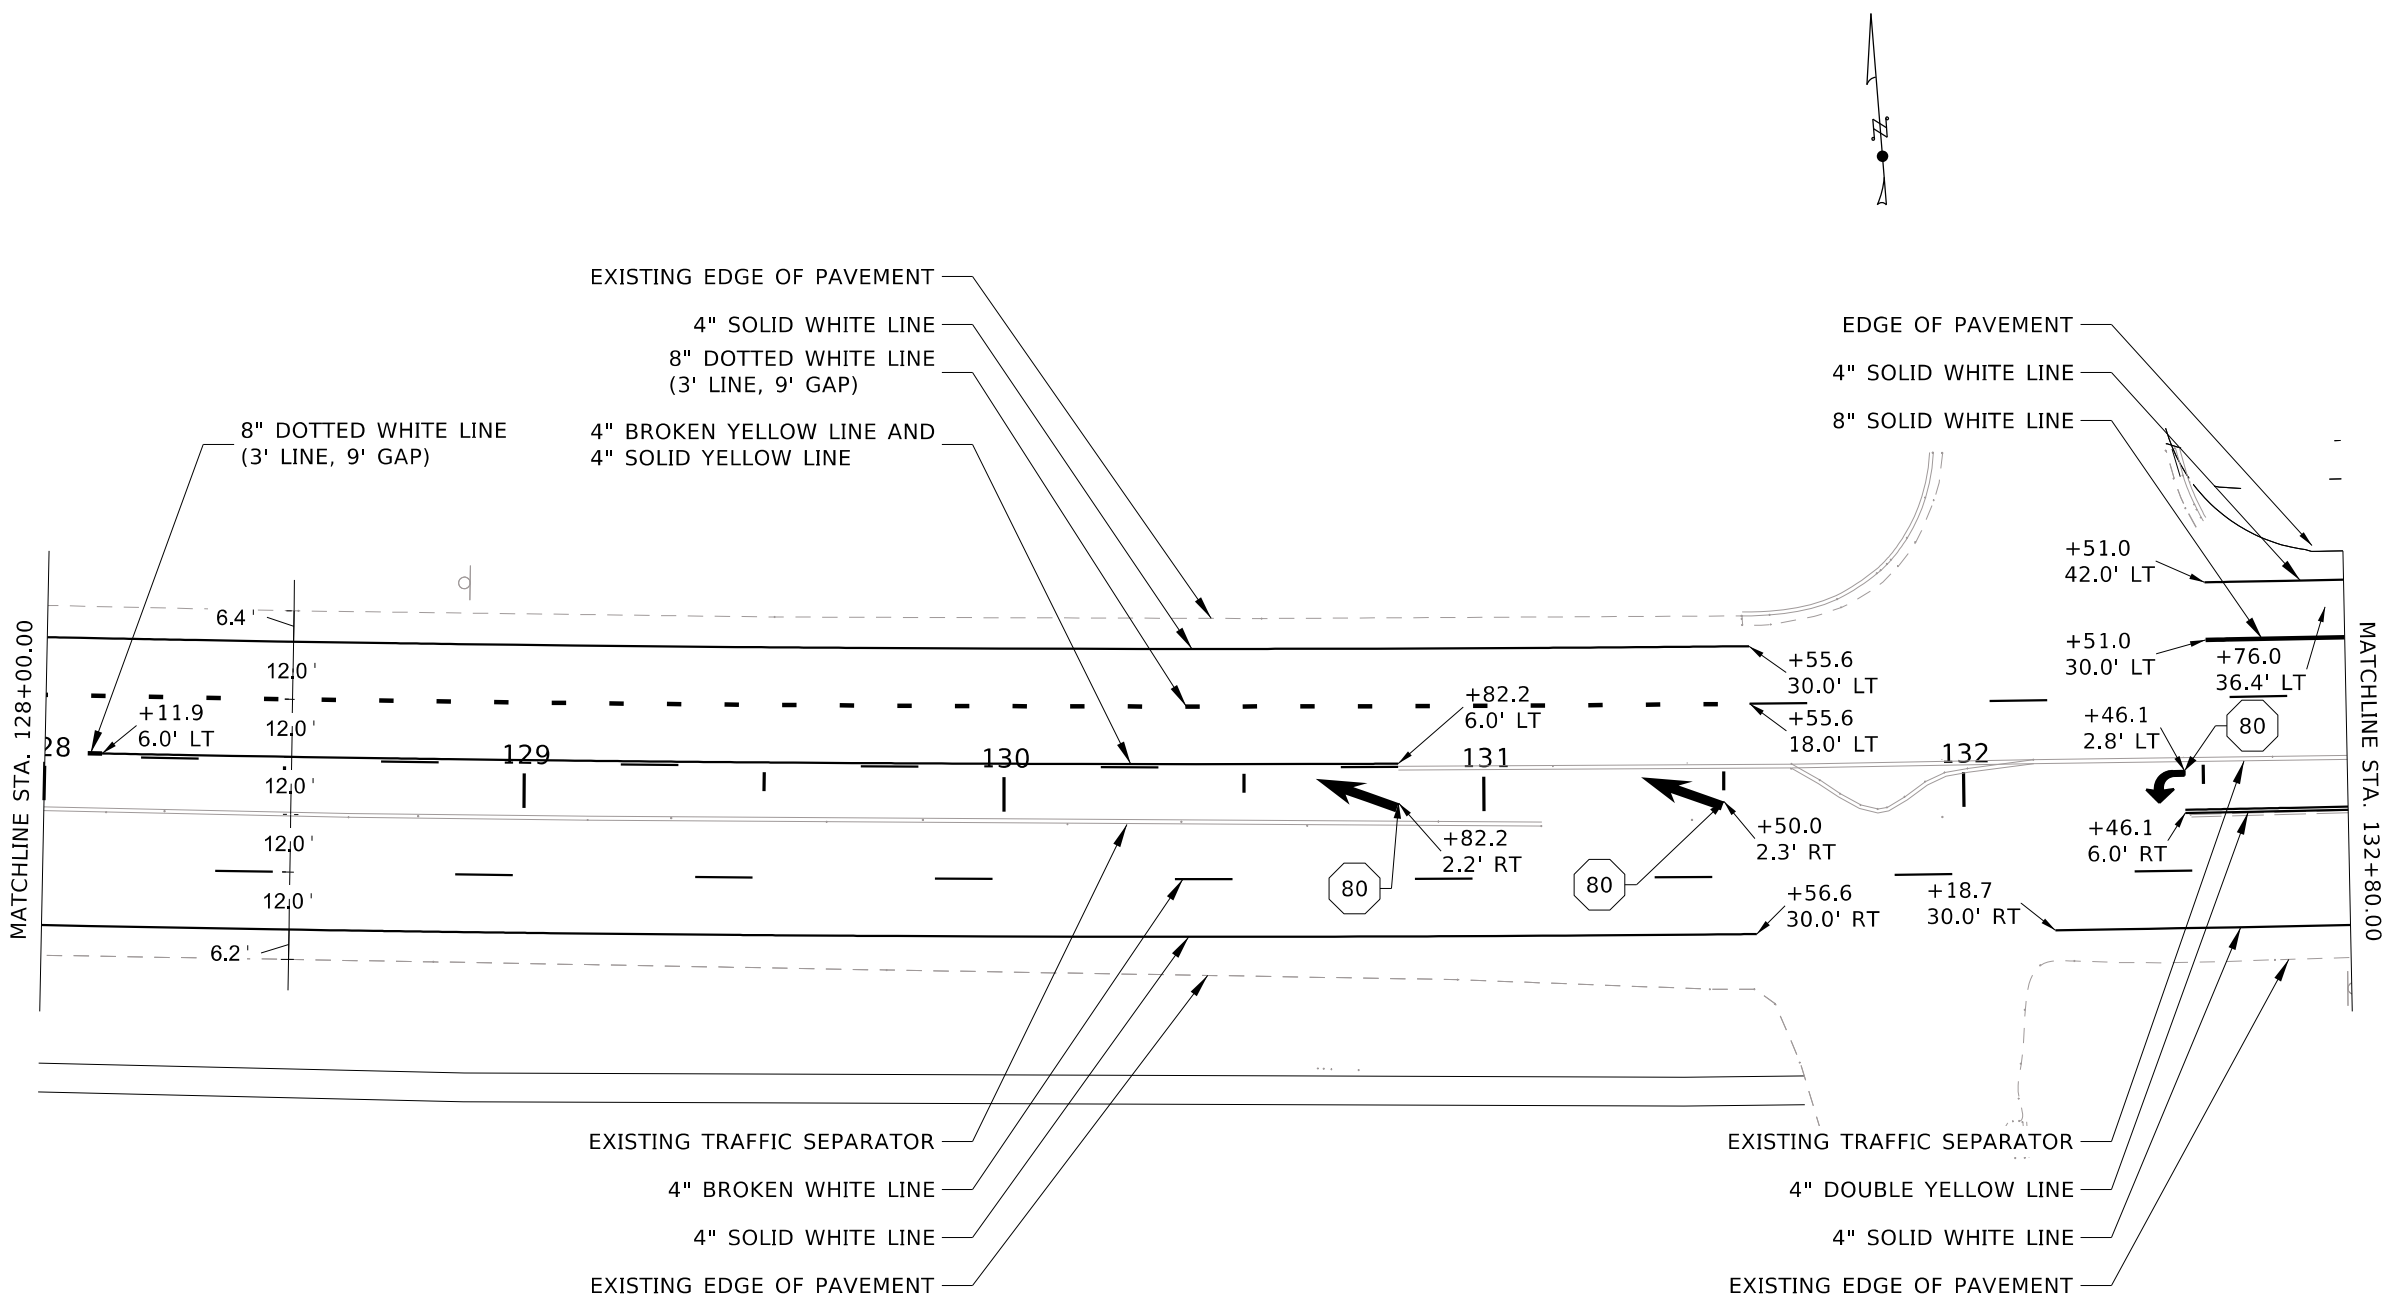 N
EXISTING EDGE OF PAVEMENT
4" SOLID WHITE LINE
8" DOTTED WHITE LINE
(3' LINE, 9' GAP)
4" BROKEN YELLOW LINE AND
4" SOLID YELLOW LINE
8" DOTTED WHITE LINE
(3' LINE, 9' GAP)
EDGE OF PAVEMENT
4" SOLID WHITE LINE
8" SOLID WHITE LINE
MATCHLINE STA. 128+00.00
6.4'
12.0'
12.0'
12.0'
12.0'
12.0'
6.2'
+11.9
6.0' LT
28
129
130
131
132
+82.2
6.0' LT
+55.6
30.0' LT
+55.6
18.0' LT
+51.0
42.0' LT
+51.0
30.0' LT
+76.0
36.4' LT
+46.1
2.8' LT
80
+82.2
2.2' RT
80
+50.0
2.3' RT
80
+56.6
30.0' RT
+18.7
30.0' RT
+46.1
6.0' RT
MATCHLINE STA. 132+80.00
EXISTING TRAFFIC SEPARATOR
4" BROKEN WHITE LINE
4" SOLID WHITE LINE
EXISTING EDGE OF PAVEMENT
EXISTING TRAFFIC SEPARATOR
4" DOUBLE YELLOW LINE
4" SOLID WHITE LINE
EXISTING EDGE OF PAVEMENT